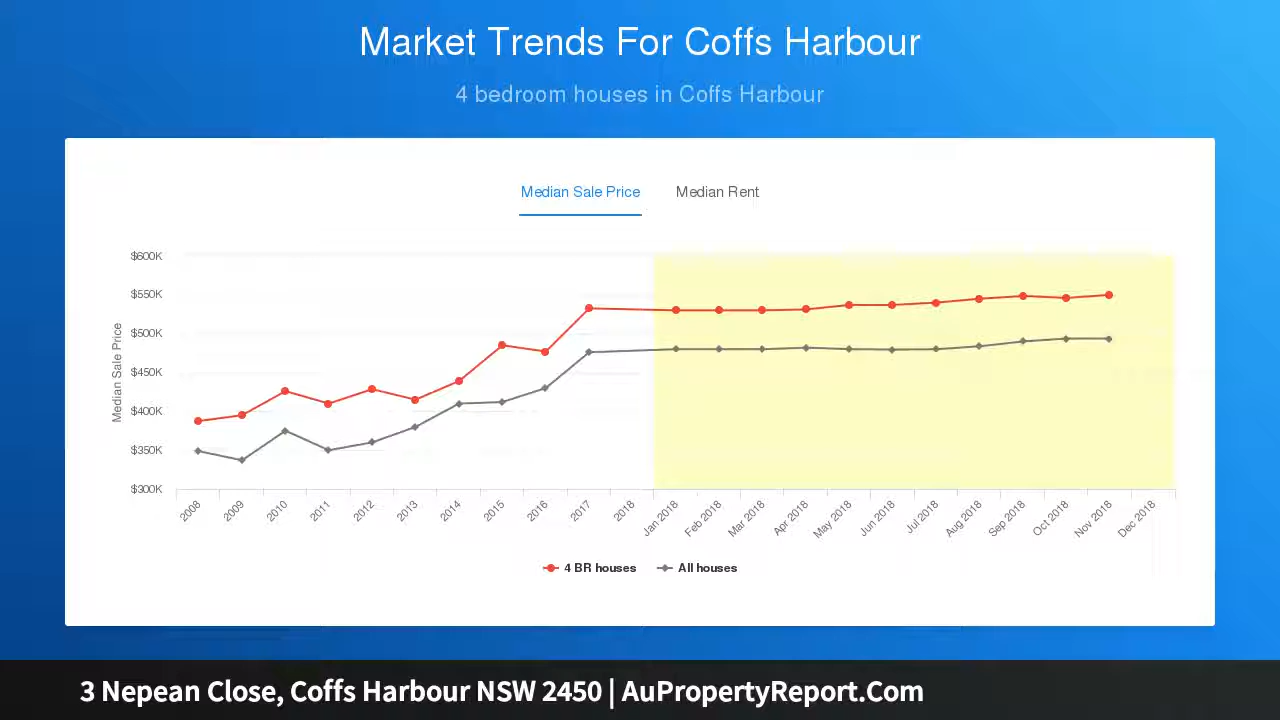 Market Trends For Coffs Harbour
4 bedroom houses in Coffs Harbour
Median Sale Price Median Rent
$600K
$550K
$500K
$450K
$400K
$350K
$300K
Median Sale Price
2008 2009 2010 2011 2012 2013 2014 2015 2016 2017 2018 Jan 2018 Feb 2018 Mar 2018 Apr 2018 May 2018 Jun 2018 Jul 2018 Aug 2018 Sep 2018 Oct 2018 Nov 2018 Dec 2018
4 BR houses All houses
3 Nepean Close, Coffs Harbour NSW 2450 | AuPropertyReport.Com